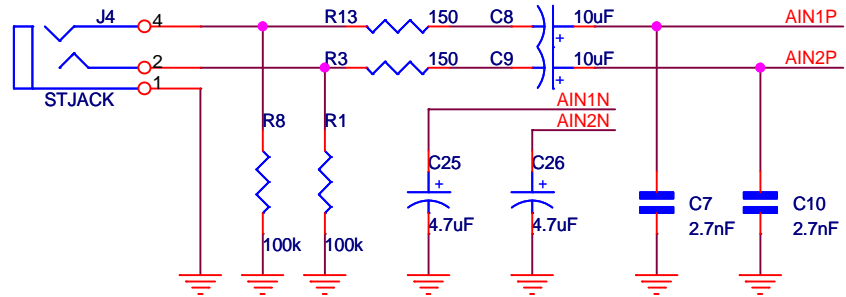 J4 4 R13 150 C8 10uF AIN1P
2 R3 150 C9 10uF AIN2P
STJACK 1
AIN1N
AIN2N
R8 R1
C25 C26
100k 100k 4.7uF 4.7uF
C7 C10
2.7nF 2.7nF
+ + + +